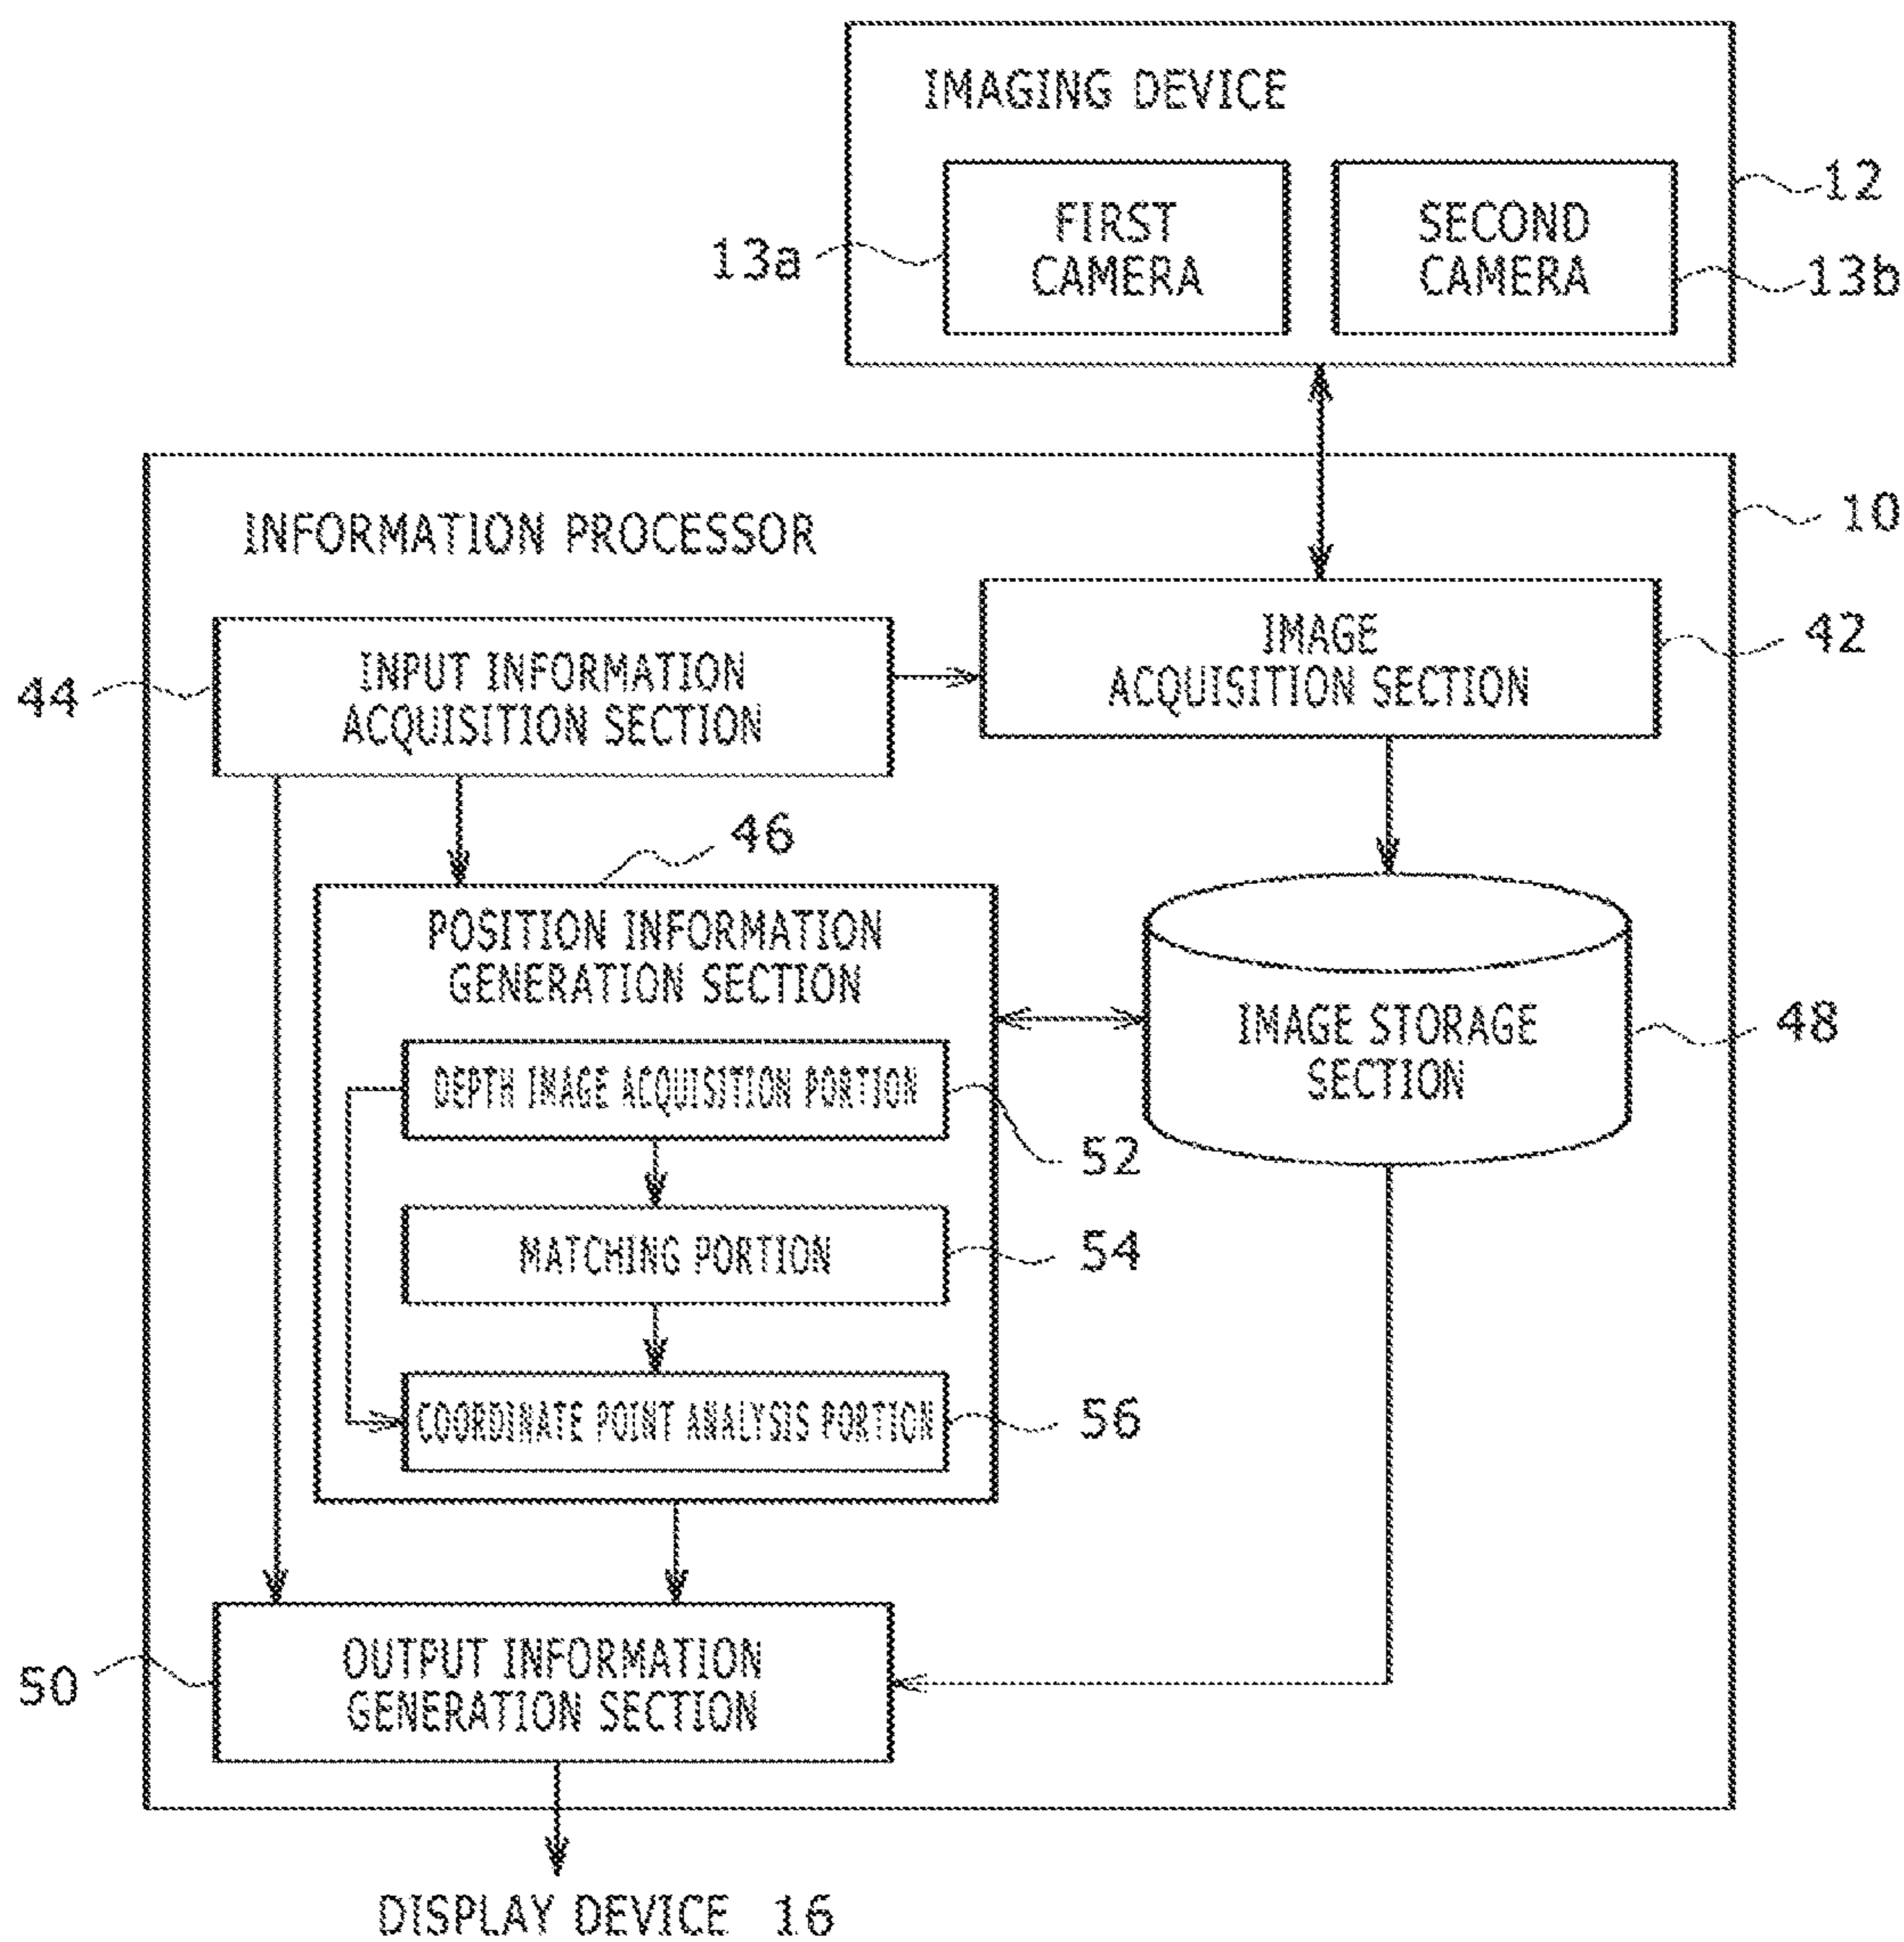 IMAGING DEVICE
12
FIRST
CAMERA
13a
SECOND
CAMERA
13b
10
INFORMATION PROCESSOR
IMAGE
ACQUISITION SECTION
42
INPUT INFORMATION
ACQUISITION SECTION
44
46
POSITION INFORMATION
GENERATION SECTION
IMAGE STORAGE
SECTION
48
DEPTH IMAGE ACQUISITION PORTION
52
MATCHING PORTION
54
COORDINATE POINT ANALYSIS PORTION
56
OUTPUT INFORMATION
GENERATION SECTION
50
DISPLAY DEVICE 16